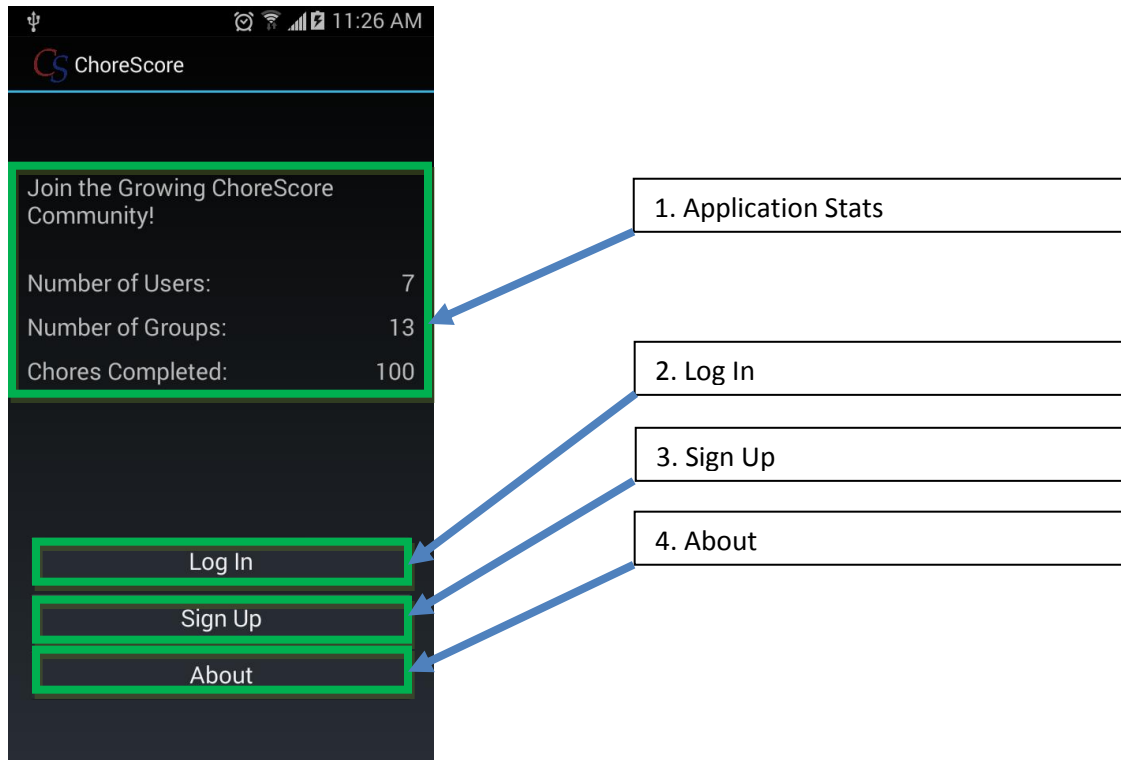 11:26 AM
CS ChoreScore
Join the Growing ChoreScore
Community!
Number of Users: 7
Number of Groups: 13
Chores Completed: 100
Log In
Sign Up
About
1. Application Stats
2. Log In
3. Sign Up
4. About